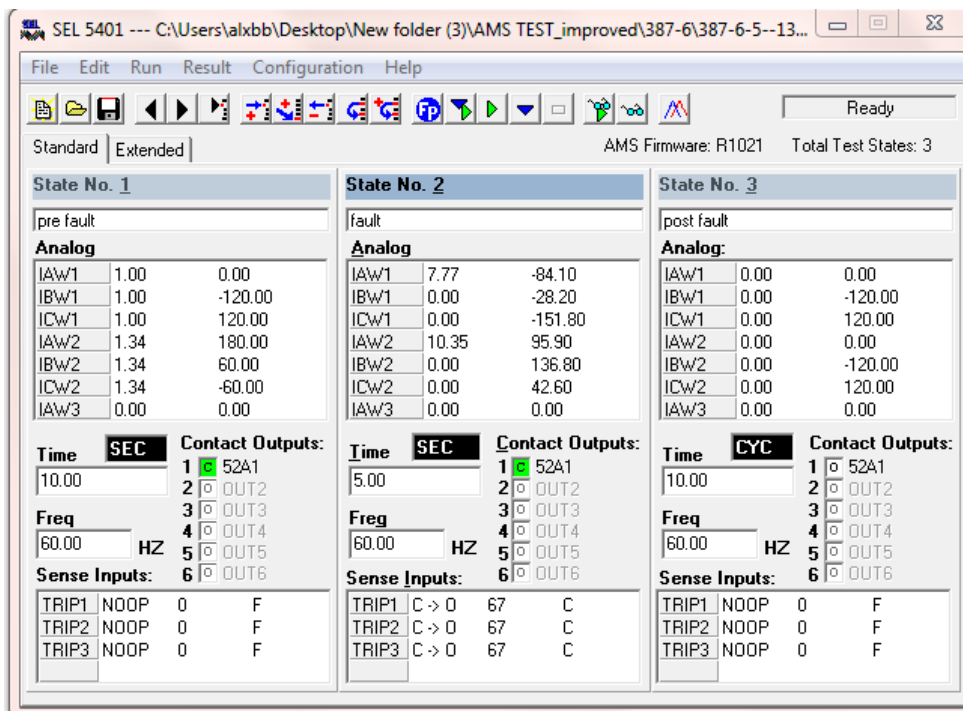 SEL 5401 --- C:\Users\alxbb\Desktop\New folder (3)\AMS TEST_improved\387-6\387-6-5--13...
File Edit Run Result Configuration Help
FP
Ready
Standard Extended
AMS Firmware: R1021 Total Test States: 3
State No. 1
pre fault
Analog
IAW1 1.00 0.00
IBW1 1.00 -120.00
ICW1 1.00 120.00
IAW2 1.34 180.00
IBW2 1.34 60.00
ICW2 1.34 -60.00
IAW3 0.00 0.00
Time SEC
10.00
Freq
60.00 HZ
Contact Outputs:
1 C 52A1
2 O OUT2
3 O OUT3
4 O OUT4
5 O OUT5
6 O OUT6
Sense Inputs:
TRIP1 NOOP 0 F
TRIP2 NOOP 0 F
TRIP3 NOOP 0 F
State No. 2
fault
Analog
IAW1 7.77 -84.10
IBW1 0.00 -28.20
ICW1 0.00 -151.80
IAW2 10.35 95.90
IBW2 0.00 136.80
ICW2 0.00 42.60
IAW3 0.00 0.00
Time SEC
5.00
Freg
60.00 HZ
Contact Outputs:
1 C 52A1
2 O OUT2
3 O OUT3
4 O OUT4
5 O OUT5
6 O OUT6
Sense Inputs:
TRIP1 C -> O 67 C
TRIP2 C -> O 67 C
TRIP3 C -> O 67 C
State No. 3
post fault
Analog:
IAW1 0.00 0.00
IBW1 0.00 -120.00
ICW1 0.00 120.00
IAW2 0.00 0.00
IBW2 0.00 -120.00
ICW2 0.00 120.00
IAW3 0.00 0.00
Time CYC
10.00
Freq
60.00 HZ
Contact Outputs:
1 O 52A1
2 O OUT2
3 O OUT3
4 O OUT4
5 O OUT5
6 O OUT6
Sense Inputs:
TRIP1 NOOP 0 F
TRIP2 NOOP 0 F
TRIP3 NOOP 0 F